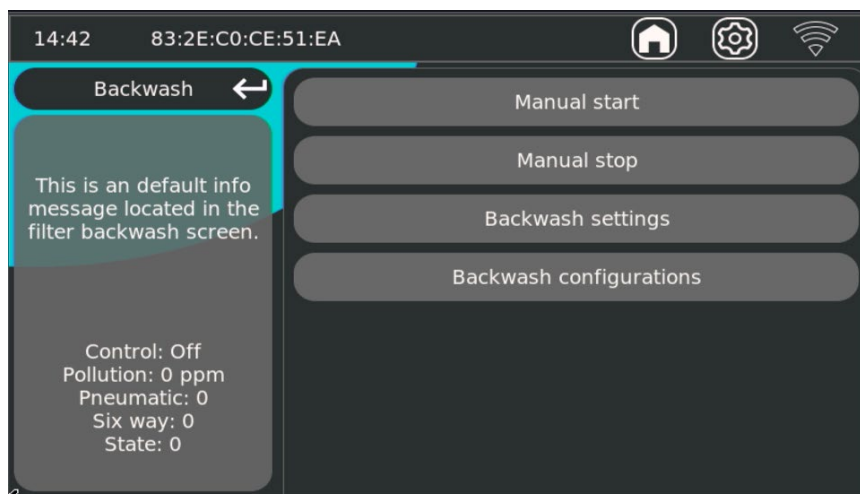 14:42 83:2E:C0:CE:51:EA
Backwash
This is an default info
message located in the
filter backwash screen.
Control: Off
Pollution: 0 ppm
Pneumatic: 0
Six way: 0
State: 0
Manual start
Manual stop
Backwash settings
Backwash configurations